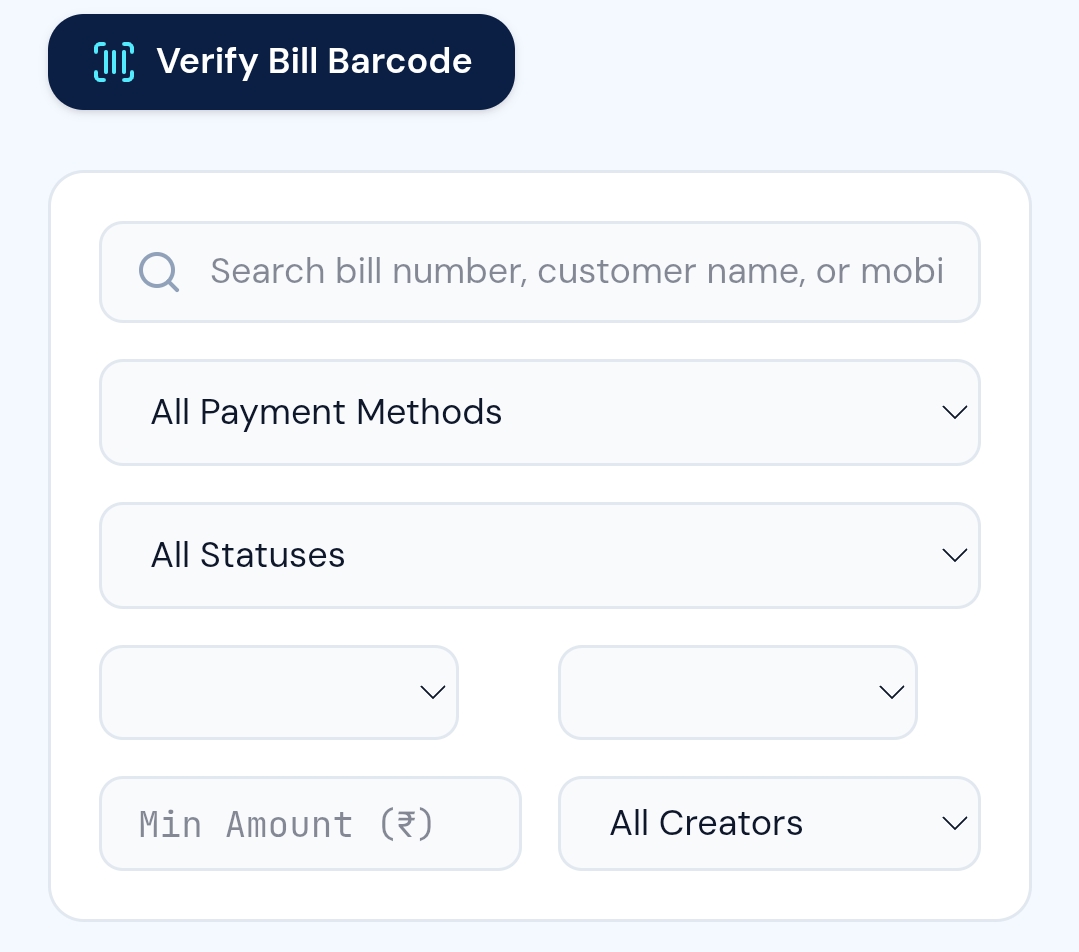 Verify Bill Barcode
Search bill number, customer name, or mobi
All Payment Methods
All Statuses
Min Amount (₹)
All Creators